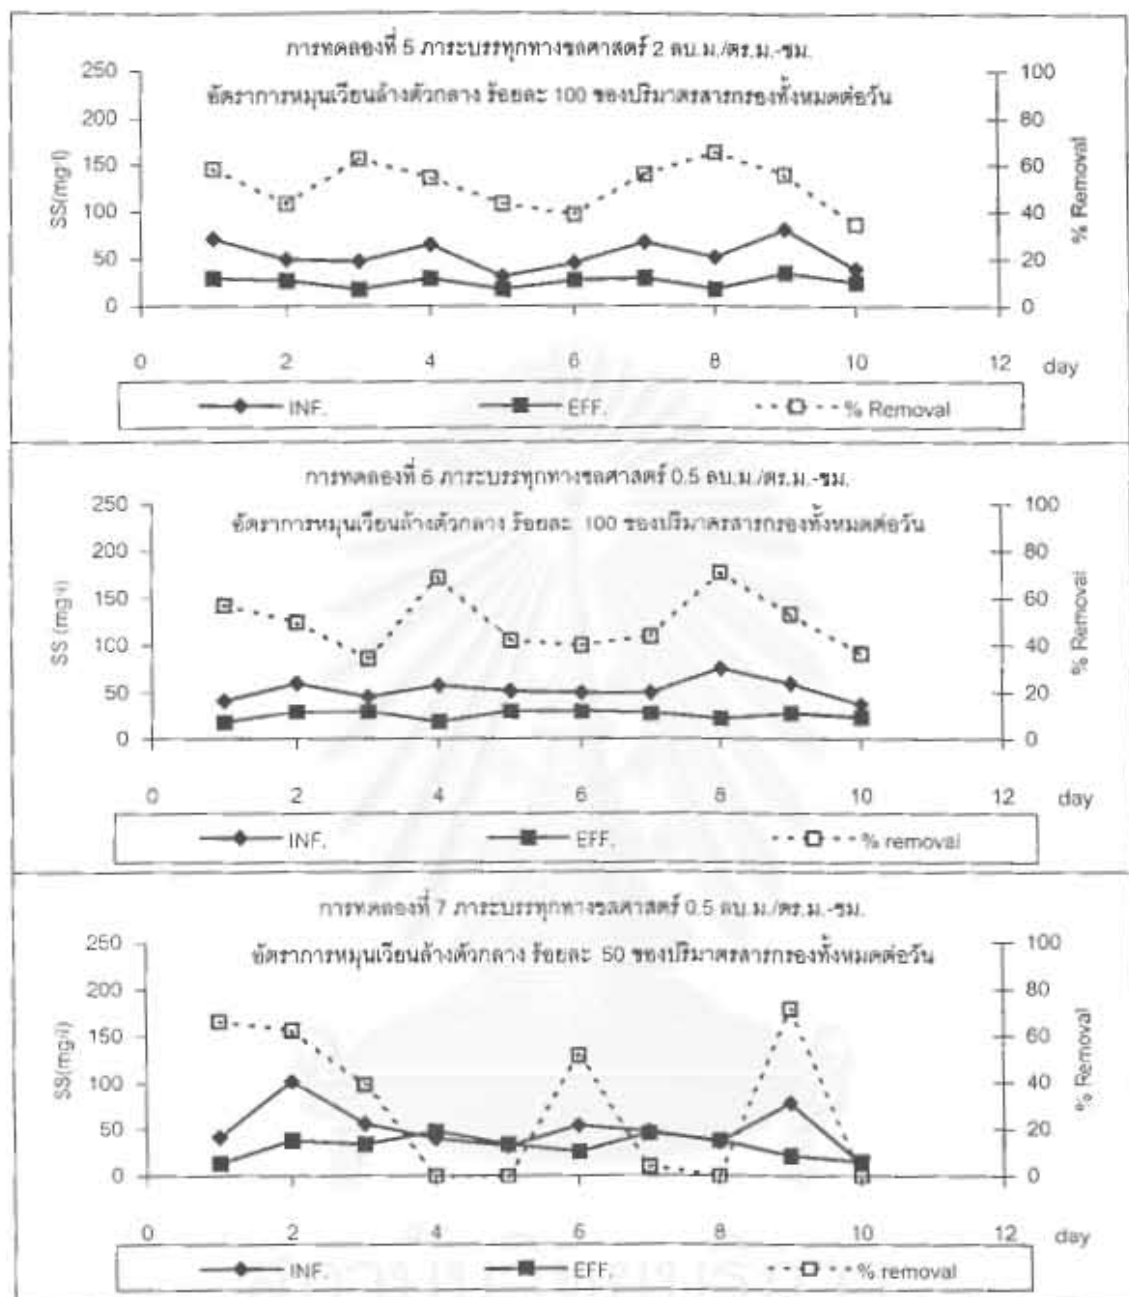 การทดลองที่ 5 ภาระบรรทุกทางชลศาสตร์ 2 ลบ.ม./ตร.ม.-ชม.
อัตราการหมุนเวียนล้างตัวกลาง ร้อยละ 100 ของปริมาตรสารกรองทั้งหมดต่อวัน
250 200 150 100 50 0
SS(mg/l)
100 80 60 40 20 0
% Removal
0 2 4 6 8 10 12 day
INF. EFF. % Removal
การทดลองที่ 6 ภาระบรรทุกทางชลศาสตร์ 0.5 ลบ.ม./ตร.ม.-ชม.
อัตราการหมุนเวียนล้างตัวกลาง ร้อยละ 100 ของปริมาตรสารกรองทั้งหมดต่อวัน
250 200 150 100 50 0
SS (mg/l)
100 80 60 40 20 0
% Removal
0 2 4 6 8 10 12 day
INF. EFF. % removal
การทดลองที่ 7 ภาระบรรทุกทางชลศาสตร์ 0.5 ลบ.ม./ตร.ม.-ชม.
อัตราการหมุนเวียนล้างตัวกลาง ร้อยละ 50 ของปริมาตรสารกรองทั้งหมดต่อวัน
250 200 150 100 50 0
SS(mg/l)
100 80 60 40 20 0
% Removal
0 2 4 6 8 10 12 day
INF. EFF. % removal